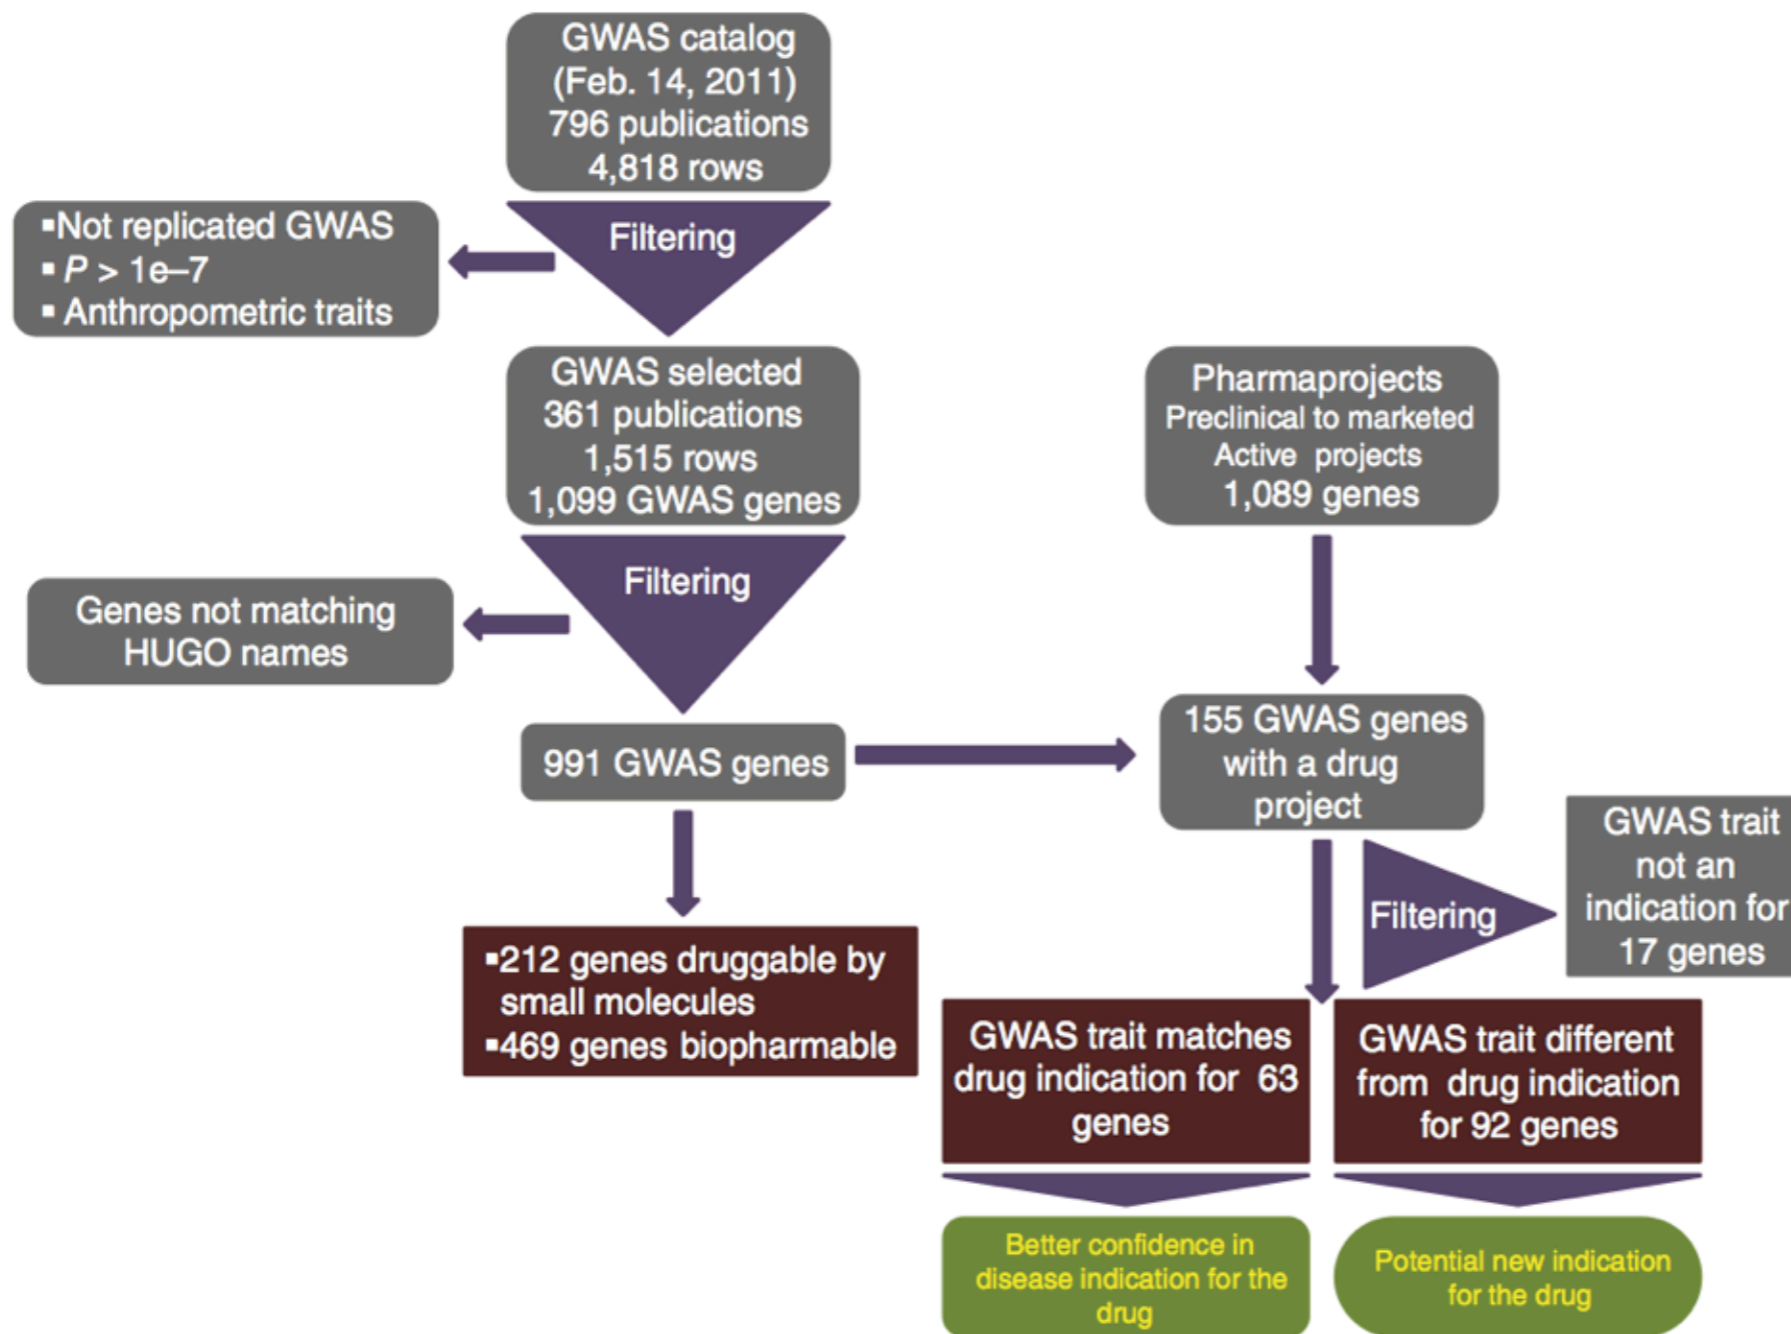 GWAS catalog
(Feb. 14, 2011)
796 publications
4,818 rows
Filtering
▪Not replicated GWAS
▪ P > 1e–7
▪ Anthropometric traits
GWAS selected
361 publications
1,515 rows
1,099 GWAS genes
Pharmaprojects
Preclinical to marketed
Active projects
1,089 genes
Filtering
Genes not matching
HUGO names
991 GWAS genes
155 GWAS genes
with a drug
project
GWAS trait
not an
indication for
17 genes
Filtering
▪212 genes druggable by
small molecules
▪469 genes biopharmable
GWAS trait matches
drug indication for 63
genes
GWAS trait different
from drug indication
for 92 genes
Better confidence in
disease indication for the
drug
Potential new indication
for the drug